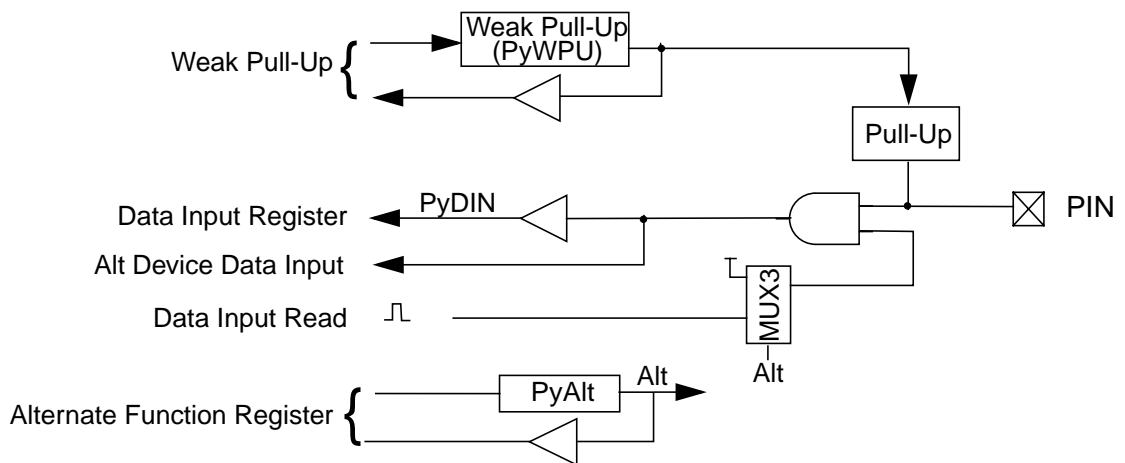 Weak Pull-Up
Weak Pull-Up
(PyWPU)
Pull-Up
Data Input Register
PyDIN
PIN
Alt Device Data Input
Data Input Read
MUX3
Alt
Alternate Function Register
PyAlt
Alt